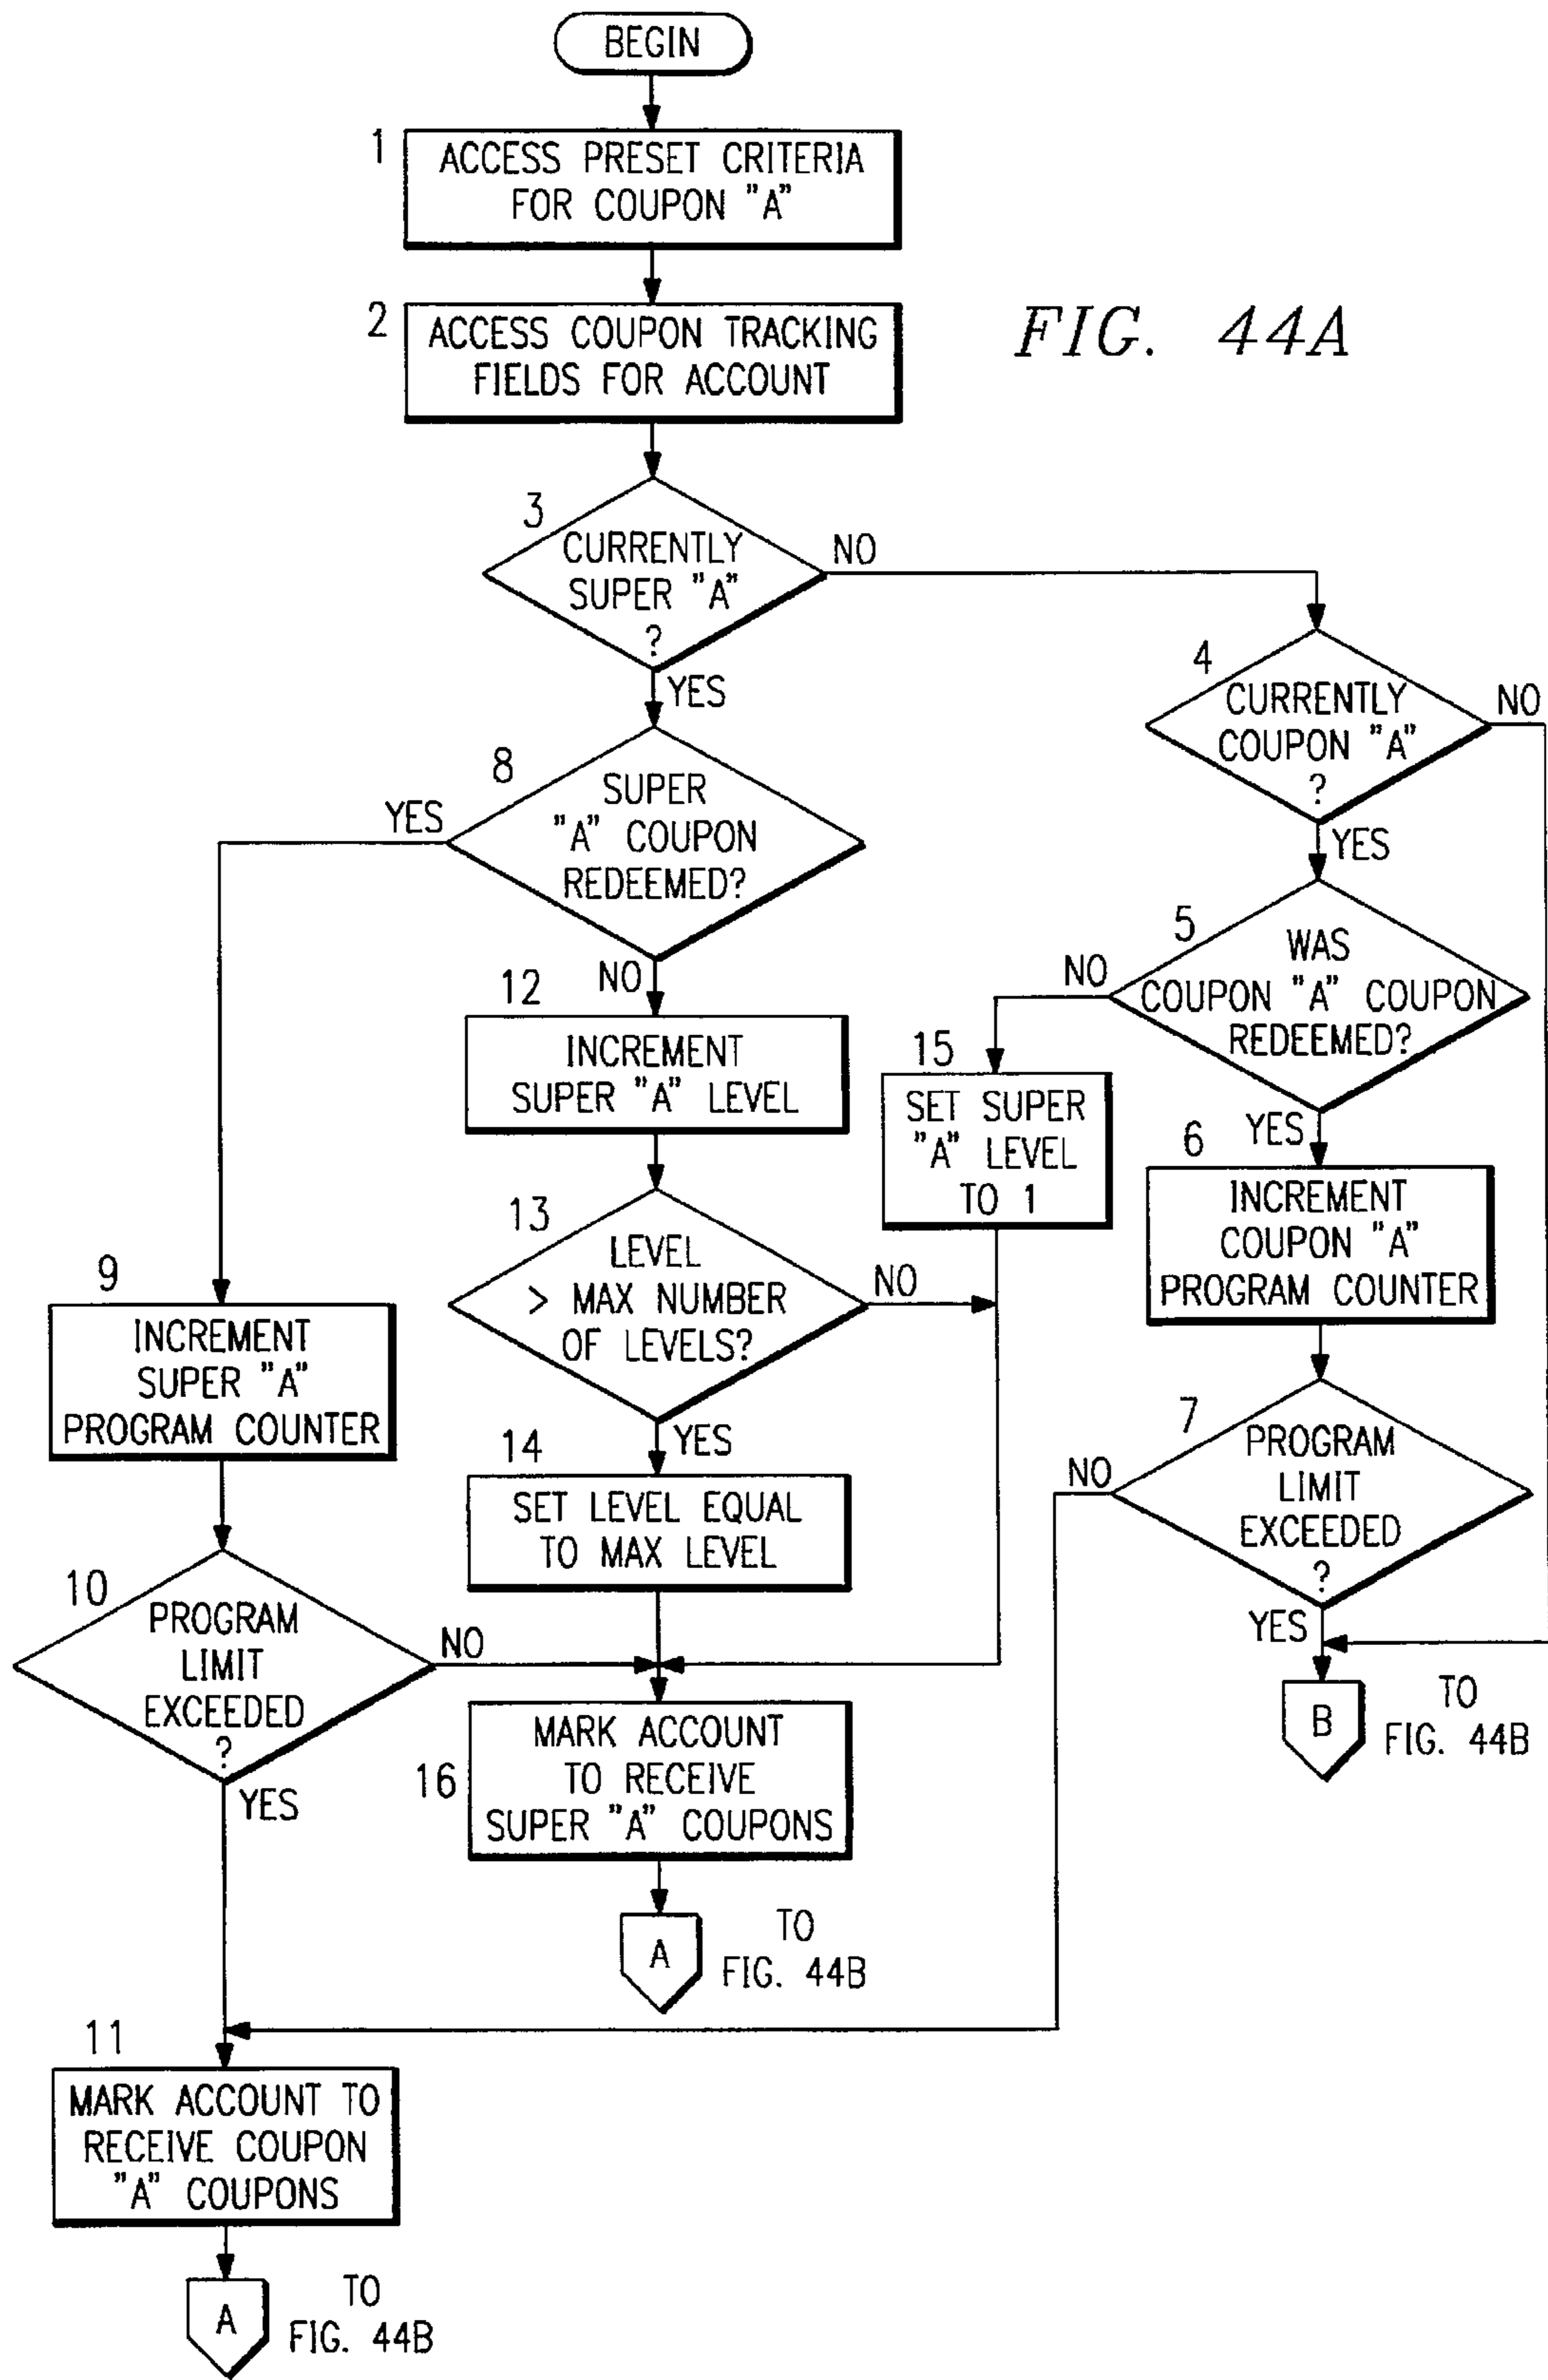 BEGIN
1
ACCESS PRESET CRITERIA
FOR COUPON "A"
2
ACCESS COUPON TRACKING
FIELDS FOR ACCOUNT
FIG. 44A
3
CURRENTLY
SUPER "A"
?
NO
YES
4
CURRENTLY
COUPON "A"
?
NO
YES
8
SUPER
"A" COUPON
REDEEMED?
YES
NO
5
WAS
COUPON "A" COUPON
REDEEMED?
NO
YES
12
INCREMENT
SUPER "A" LEVEL
15
SET SUPER
"A" LEVEL
TO 1
6
INCREMENT
COUPON "A"
PROGRAM COUNTER
13
LEVEL
> MAX NUMBER
OF LEVELS?
NO
YES
9
INCREMENT
SUPER "A"
PROGRAM COUNTER
7
PROGRAM
LIMIT
EXCEEDED
?
NO
YES
14
SET LEVEL EQUAL
TO MAX LEVEL
10
PROGRAM
LIMIT
EXCEEDED
?
NO
YES
B
TO
FIG. 44B
16
MARK ACCOUNT
TO RECEIVE
SUPER "A" COUPONS
A
TO
FIG. 44B
11
MARK ACCOUNT TO
RECEIVE COUPON
"A" COUPONS
A
TO
FIG. 44B